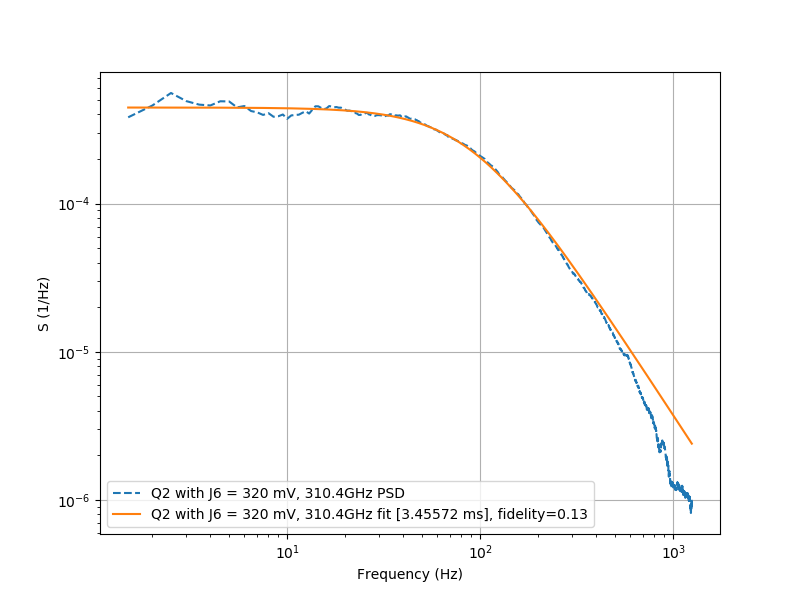 10⁻⁴
10⁻⁵
10⁻⁶
S (1/Hz)
Q2 with J6 = 320 mV, 310.4GHz PSD
Q2 with J6 = 320 mV, 310.4GHz fit [3.45572 ms], fidelity=0.13
10¹ 10² 10³
Frequency (Hz)